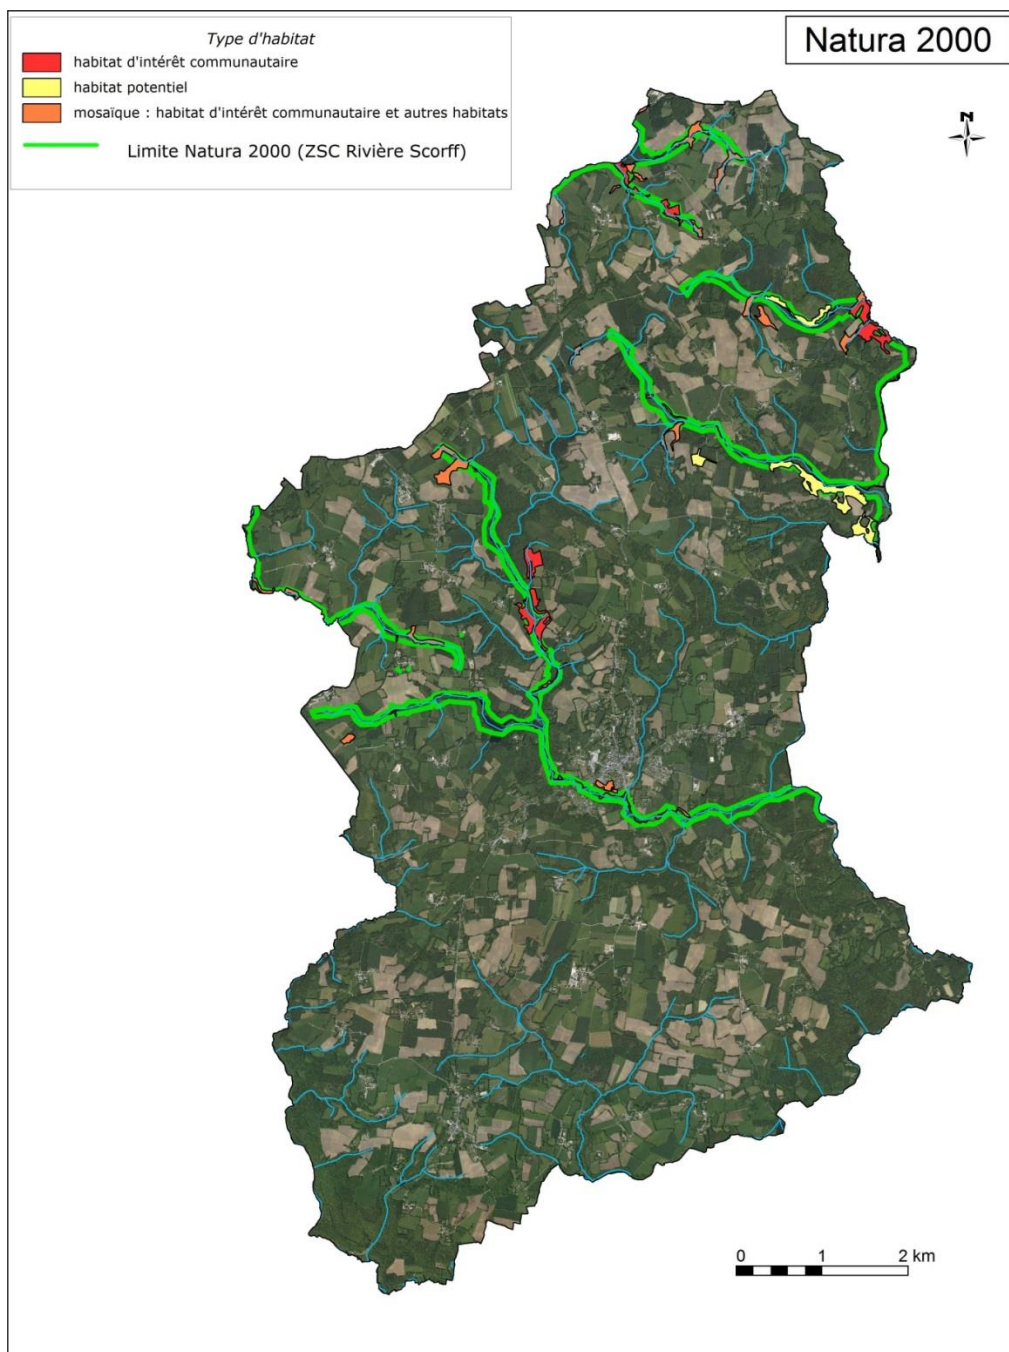 Natura 2000
Type d'habitat
habitat d'intérêt communautaire
habitat potentiel
mosaïque : habitat d'intérêt communautaire et autres habitats
Limite Natura 2000 (ZSC Rivière Scorff)
N
0 1 2 km